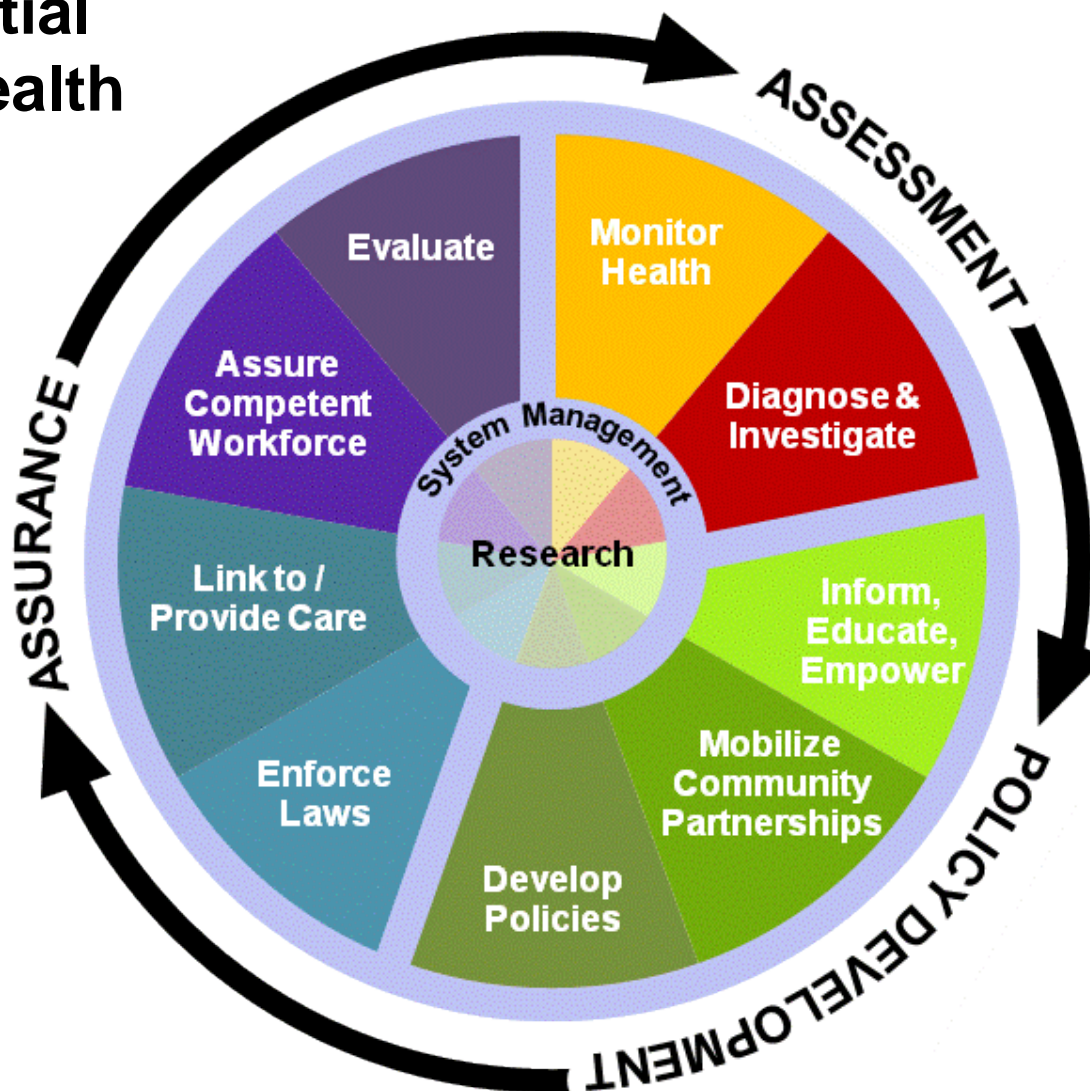 tial
ealth
ASSESSMENT
Monitor
Health
Diagnose &
Investigate
Inform,
Educate,
Empower
Mobilize
Community
Partnerships
POLICY DEVELOPMENT
Develop
Policies
Enforce
Laws
Link to /
Provide Care
Assure
Competent
Workforce
Evaluate
ASSURANCE
System Management
Research